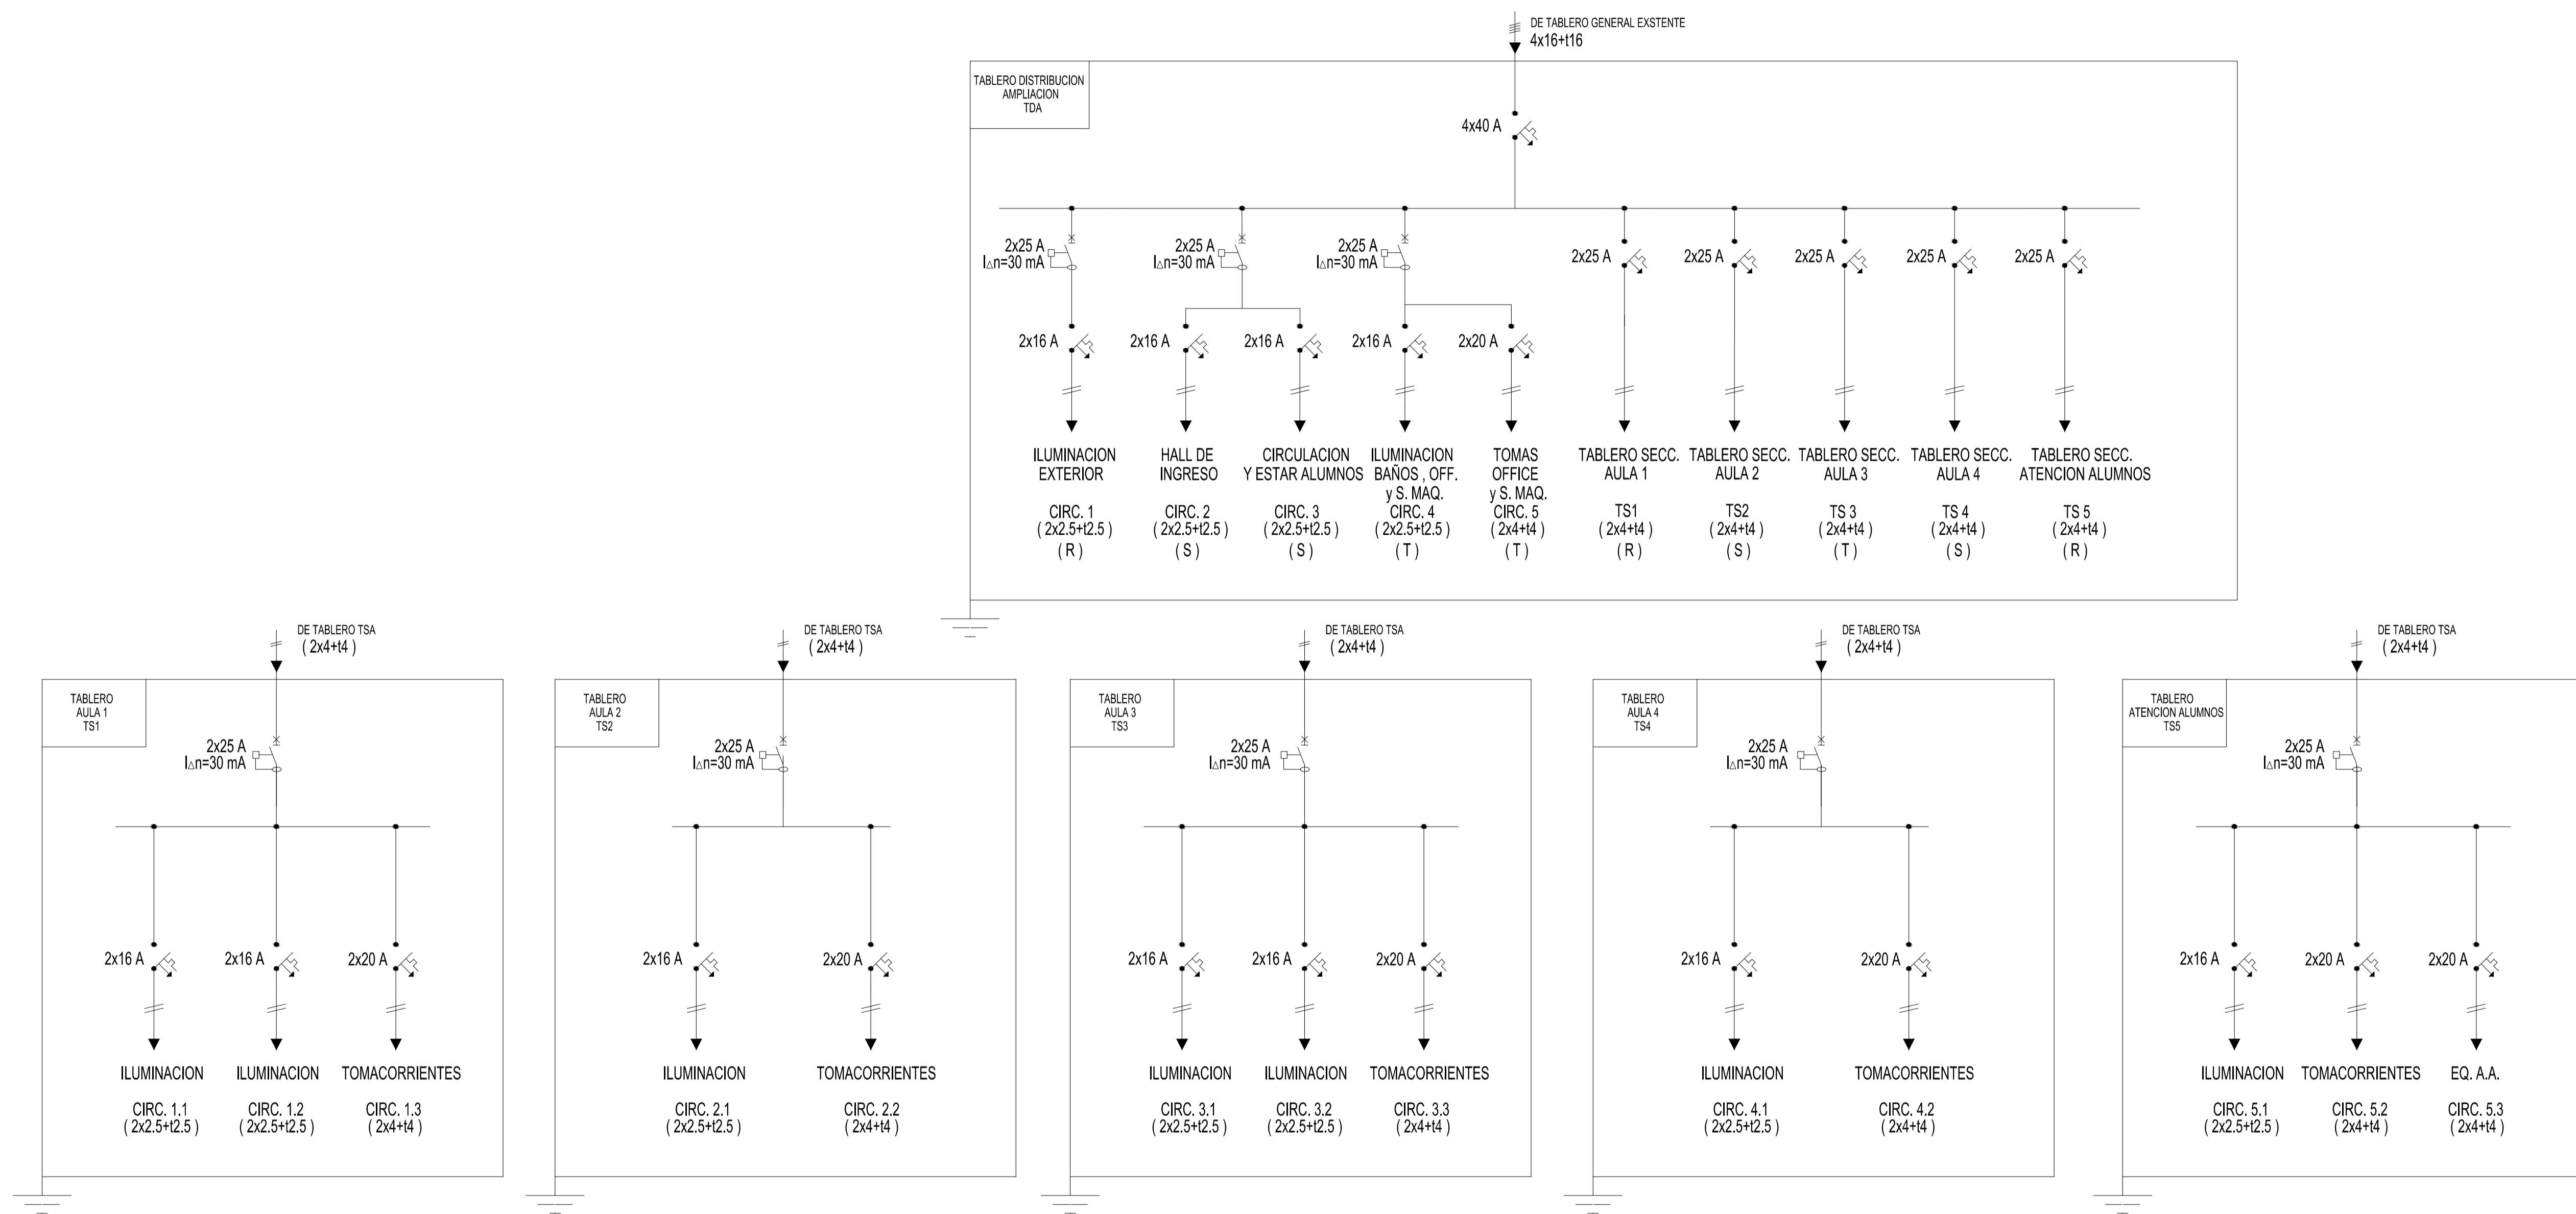 DE TABLERO GENERAL EXSTENTE
4x16+t16
TABLERO DISTRIBUCION
AMPLIACION
TDA
4x40 A
2x25 A
I△n=30 mA
2x25 A
I△n=30 mA
2x25 A
I△n=30 mA
2x25 A
2x25 A
2x25 A
2x25 A
2x25 A
2x16 A
2x16 A
2x16 A
2x16 A
2x20 A
ILUMINACION
EXTERIOR
CIRC. 1
( 2x2.5+t2.5 )
( R )
HALL DE
INGRESO
CIRC. 2
( 2x2.5+t2.5 )
( S )
CIRCULACION
Y ESTAR ALUMNOS
CIRC. 3
( 2x2.5+t2.5 )
( S )
ILUMINACION
BAÑOS , OFF.
y S. MAQ.
CIRC. 4
( 2x2.5+t2.5 )
( T )
TOMAS
OFFICE
y S. MAQ.
CIRC. 5
( 2x4+t4 )
( T )
TABLERO SECC.
AULA 1
TS1
( 2x4+t4 )
( R )
TABLERO SECC.
AULA 2
TS2
( 2x4+t4 )
( S )
TABLERO SECC.
AULA 3
TS 3
( 2x4+t4 )
( T )
TABLERO SECC.
AULA 4
TS 4
( 2x4+t4 )
( S )
TABLERO SECC.
ATENCION ALUMNOS
TS 5
( 2x4+t4 )
( R )
DE TABLERO TSA
( 2x4+t4 )
TABLERO
AULA 1
TS1
2x25 A
I△n=30 mA
2x16 A
2x16 A
2x20 A
ILUMINACION
CIRC. 1.1
( 2x2.5+t2.5 )
ILUMINACION
CIRC. 1.2
( 2x2.5+t2.5 )
TOMACORRIENTES
CIRC. 1.3
( 2x4+t4 )
DE TABLERO TSA
( 2x4+t4 )
TABLERO
AULA 2
TS2
2x25 A
I△n=30 mA
2x16 A
2x20 A
ILUMINACION
CIRC. 2.1
( 2x2.5+t2.5 )
TOMACORRIENTES
CIRC. 2.2
( 2x4+t4 )
DE TABLERO TSA
( 2x4+t4 )
TABLERO
AULA 3
TS3
2x25 A
I△n=30 mA
2x16 A
2x16 A
2x20 A
ILUMINACION
CIRC. 3.1
( 2x2.5+t2.5 )
ILUMINACION
CIRC. 3.2
( 2x2.5+t2.5 )
TOMACORRIENTES
CIRC. 3.3
( 2x4+t4 )
DE TABLERO TSA
( 2x4+t4 )
TABLERO
AULA 4
TS4
2x25 A
I△n=30 mA
2x16 A
2x20 A
ILUMINACION
CIRC. 4.1
( 2x2.5+t2.5 )
TOMACORRIENTES
CIRC. 4.2
( 2x4+t4 )
DE TABLERO TSA
( 2x4+t4 )
TABLERO
ATENCION ALUMNOS
TS5
2x25 A
I△n=30 mA
2x16 A
2x20 A
2x20 A
ILUMINACION
CIRC. 5.1
( 2x2.5+t2.5 )
TOMACORRIENTES
CIRC. 5.2
( 2x4+t4 )
EQ. A.A.
CIRC. 5.3
( 2x4+t4 )